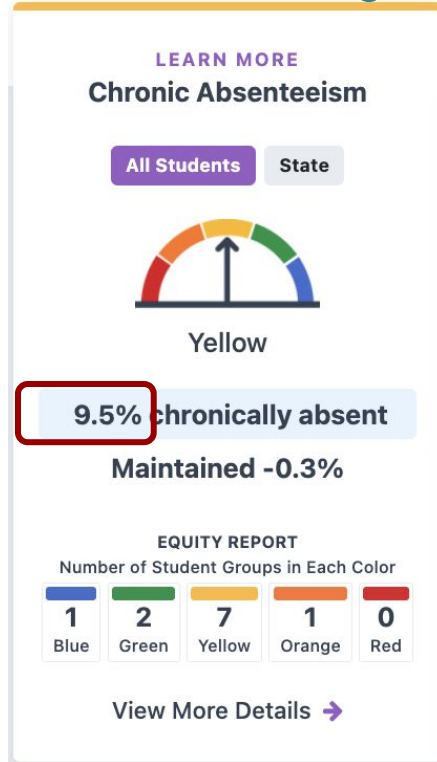 LEARN MORE
Chronic Absenteeism
All Students State
Yellow
9.5% chronically absent
Maintained -0.3%
EQUITY REPORT
Number of Student Groups in Each Color
1 2 7 1 0
Blue Green Yellow Orange Red
View More Details →